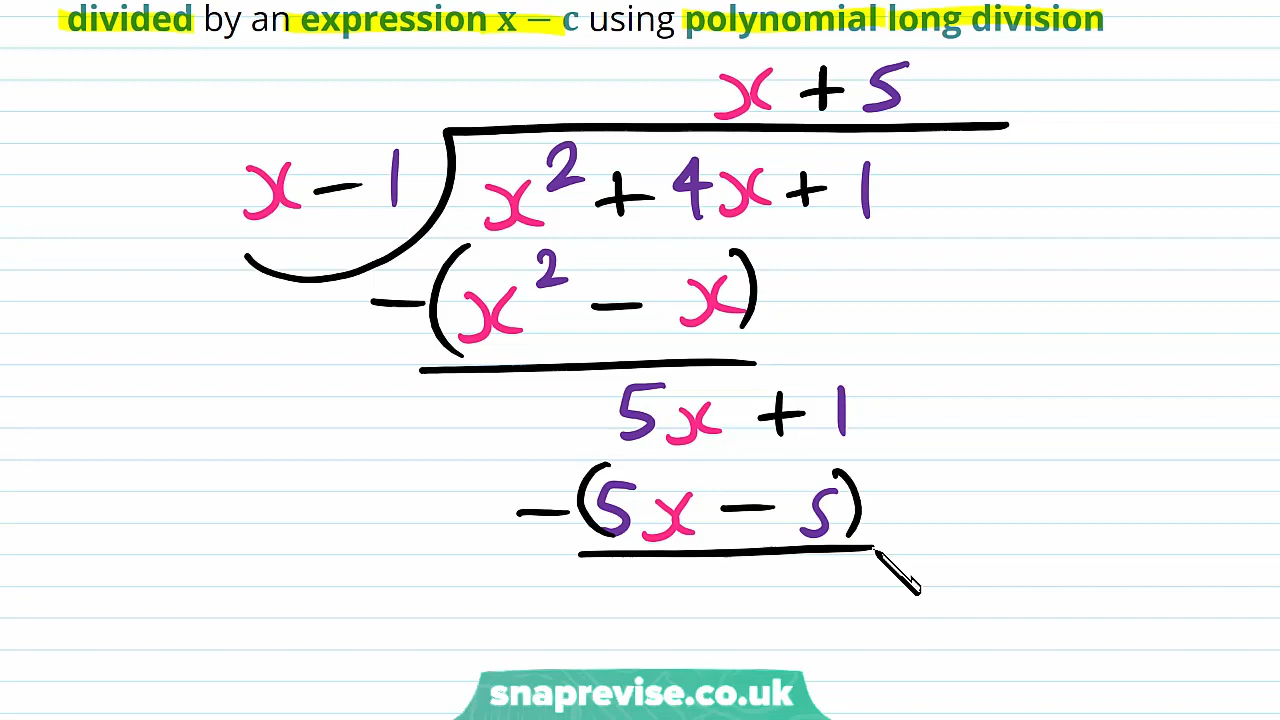 divided by an expression x − c using polynomial long division
x + 5
x − 1 x² + 4x + 1
−(x² − x)
5x + 1
−(5x − 5)
snaprevise.co.uk